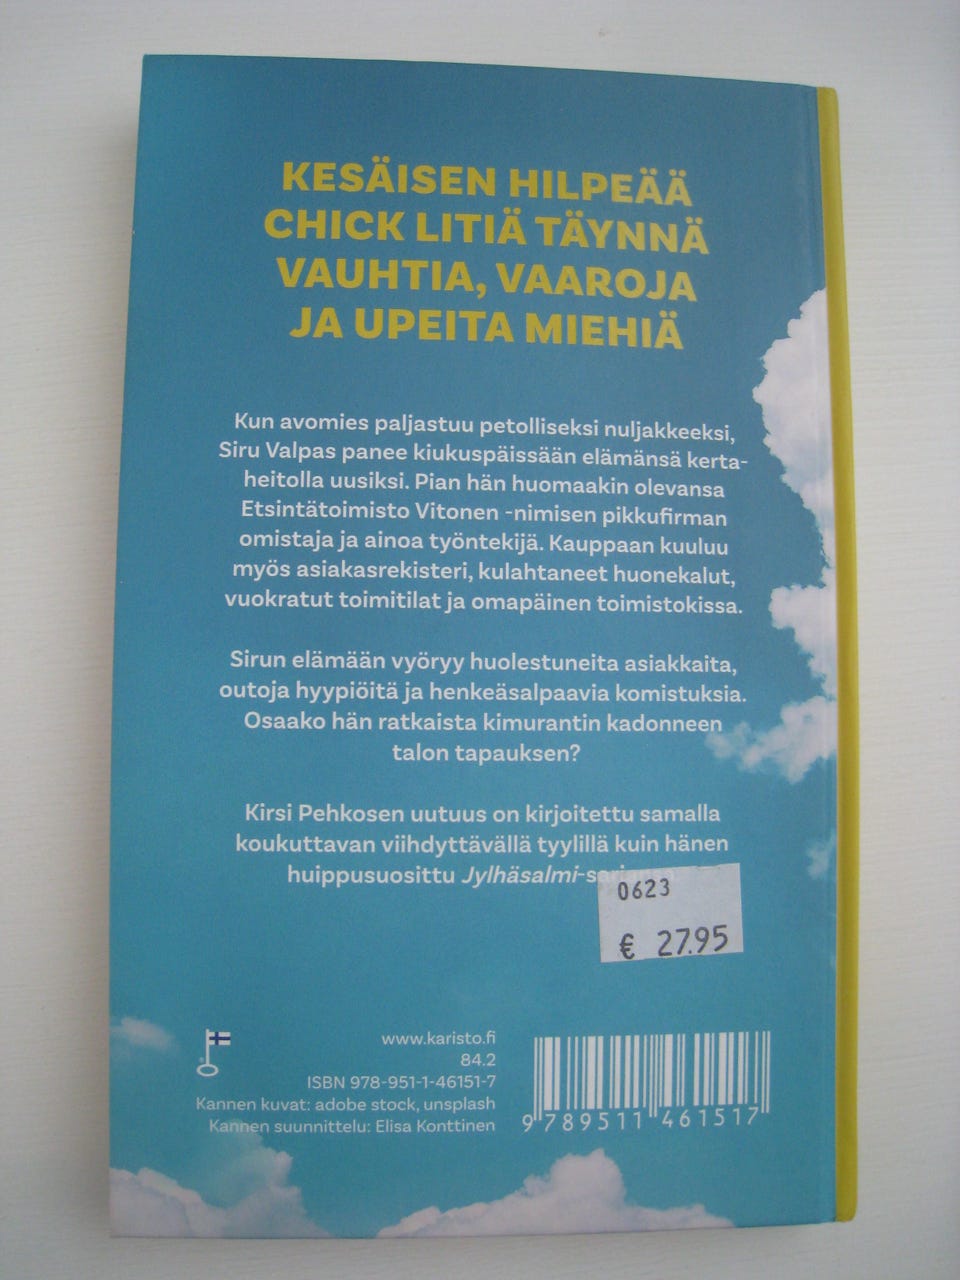 KESÄISEN HILPEÄÄ
CHICK LITIÄ TÄYNNÄ
VAUHTIA, VAAROJA
JA UPEITA MIEHIÄ
Kun avomies paljastuu petolliseksi nuljakkeeksi,
Siru Valpas panee kiukuspäissään elämänsä kerta-
heitolla uusiksi. Pian hän huomaakin olevansa
Etsintätoimisto Vitonen -nimisen pikkufirman
omistaja ja ainoa työntekijä. Kauppaan kuuluu
myös asiakasrekisteri, kulahtaneet huonekalut,
vuokratut toimitilat ja omapäinen toimistokissa.
Sirun elämään vyöryy huolestuneita asiakkaita,
outoja hyypiöitä ja henkeäsalpaavia komistuksia.
Osaako hän ratkaista kimurantin kadonneen
talon tapauksen?
Kirsi Pehkosen uutuus on kirjoitettu samalla
koukuttavan viihdyttävällä tyylillä kuin hänen
huippusuosittu Jylhäsalmi-
0623
€ 27.95
www.karisto.fi
84.2
ISBN 978-951-1-46151-7
Kannen kuvat: adobe stock, unsplash
Kannen suunnittelu: Elisa Konttinen
9 789511 461517